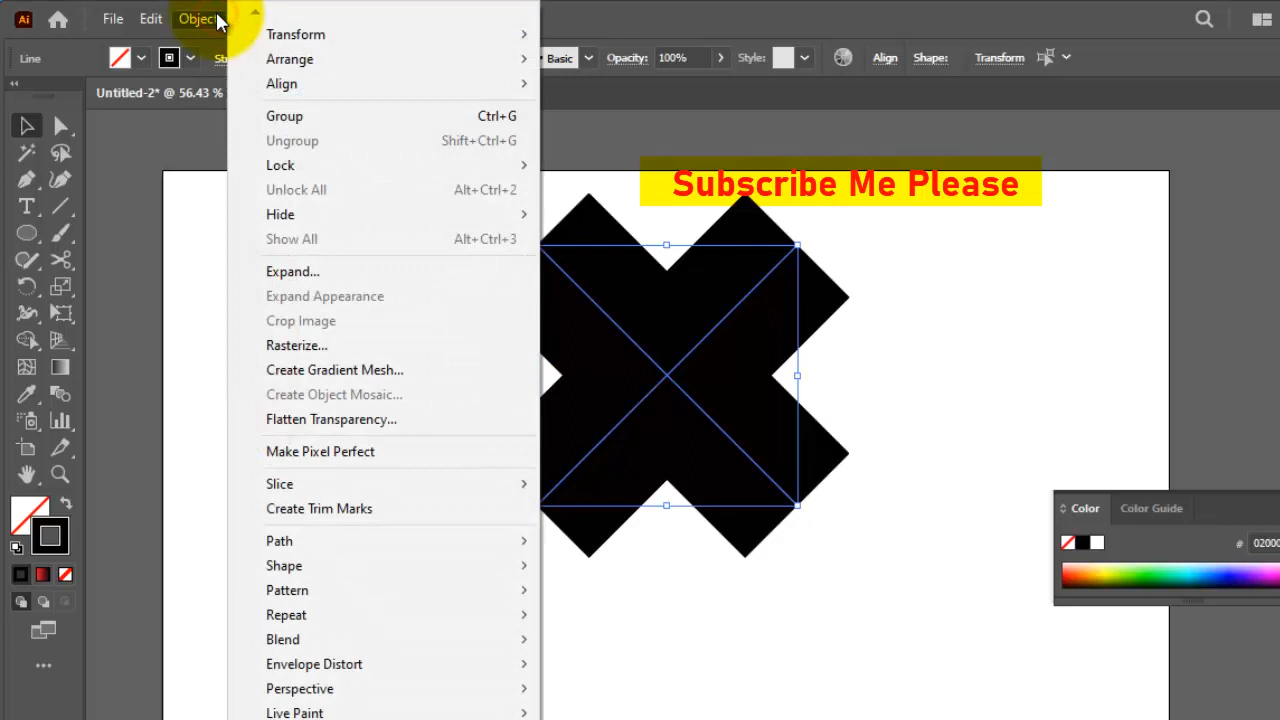 Ai File Edit Object
Line St Basic Opacity: 100% Style: Align Shape: Transform
Untitled-2* @ 56.43 %
Transform
Arrange
Align
Group Ctrl+G
Ungroup Shift+Ctrl+G
Lock
Unlock All Alt+Ctrl+2
Hide
Show All Alt+Ctrl+3
Expand...
Expand Appearance
Crop Image
Rasterize...
Create Gradient Mesh...
Create Object Mosaic...
Flatten Transparency...
Make Pixel Perfect
Slice
Create Trim Marks
Path
Shape
Pattern
Repeat
Blend
Envelope Distort
Perspective
Live Paint
Subscribe Me Please
Color Color Guide
# 02000